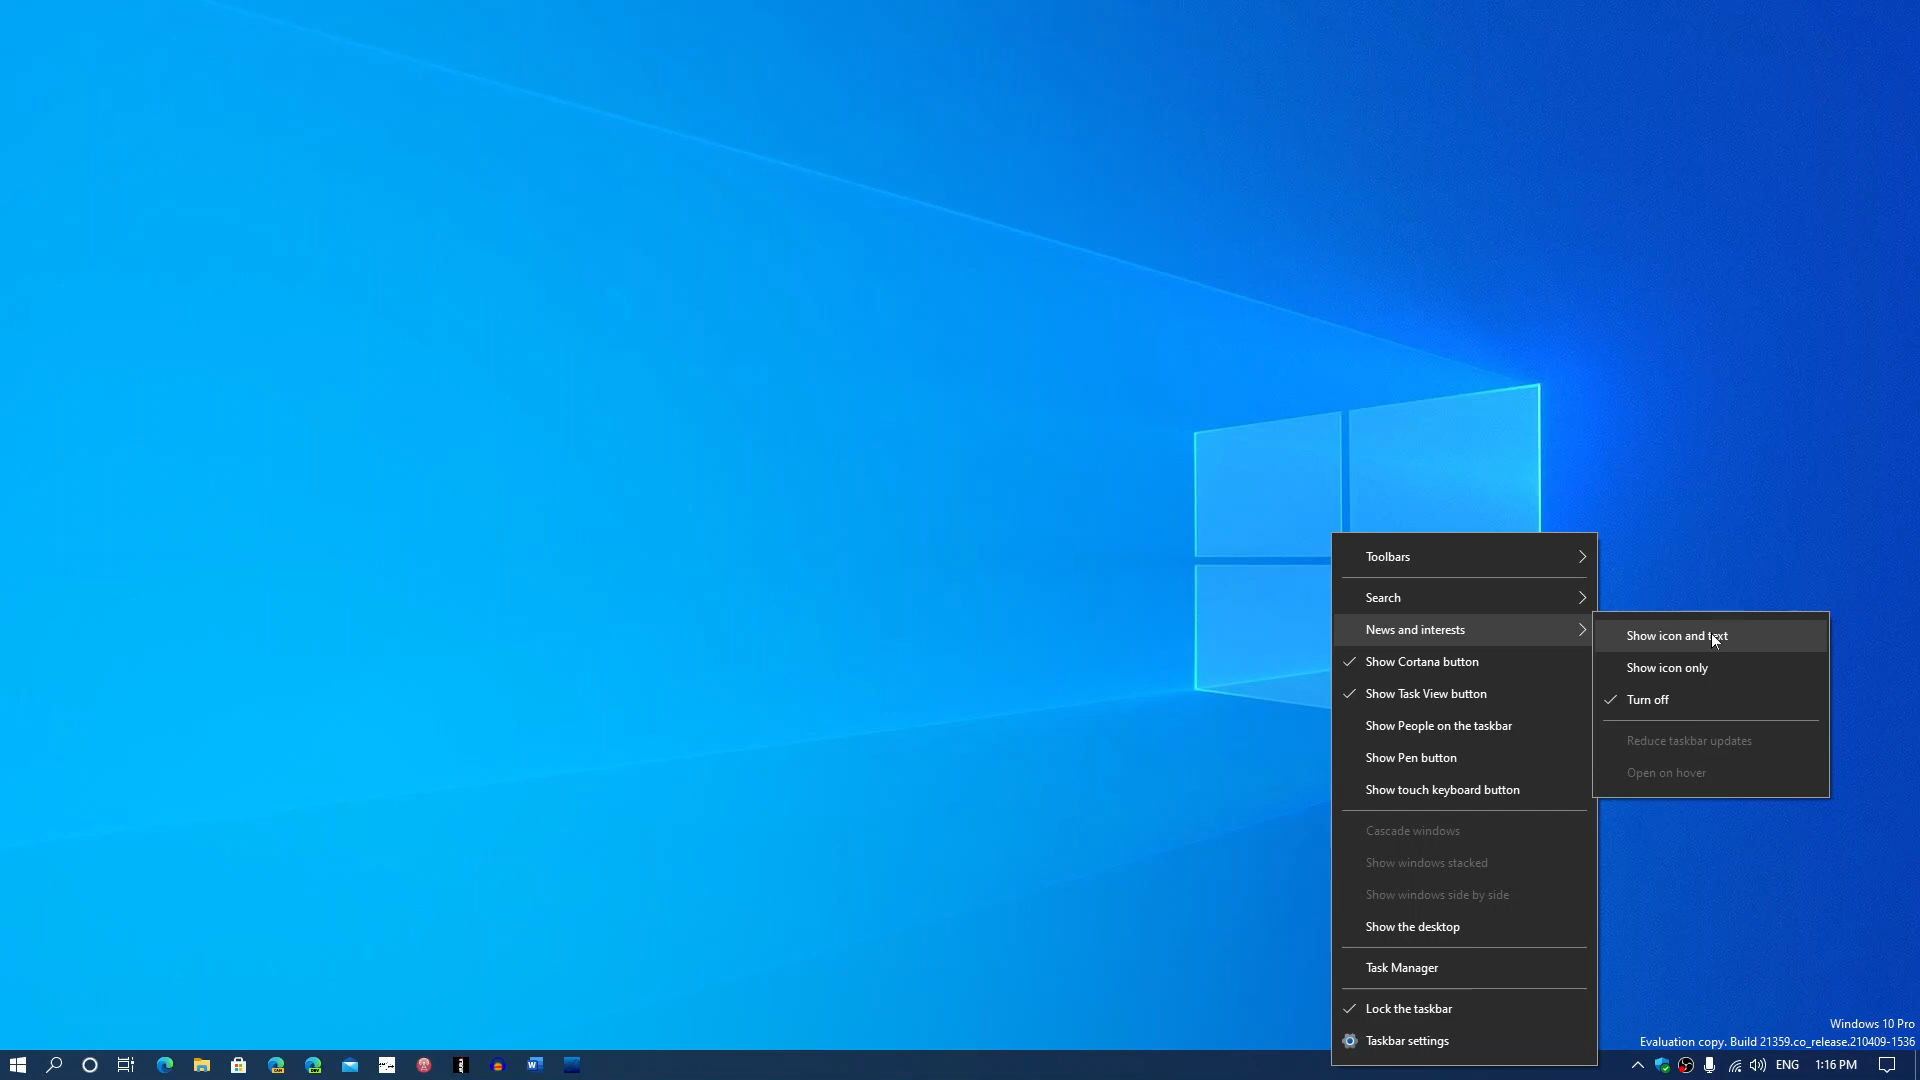 Toolbars
Search
News and interests
Show Cortana button
Show Task View button
Show People on the taskbar
Show Pen button
Show touch keyboard button
Cascade windows
Show windows stacked
Show windows side by side
Show the desktop
Task Manager
Lock the taskbar
Taskbar settings
Show icon and text
Show icon only
Turn off
Reduce taskbar updates
Open on hover
Windows 10 Pro
Evaluation copy. Build 21359.co_release.210409-1536
ENG 1:16 PM